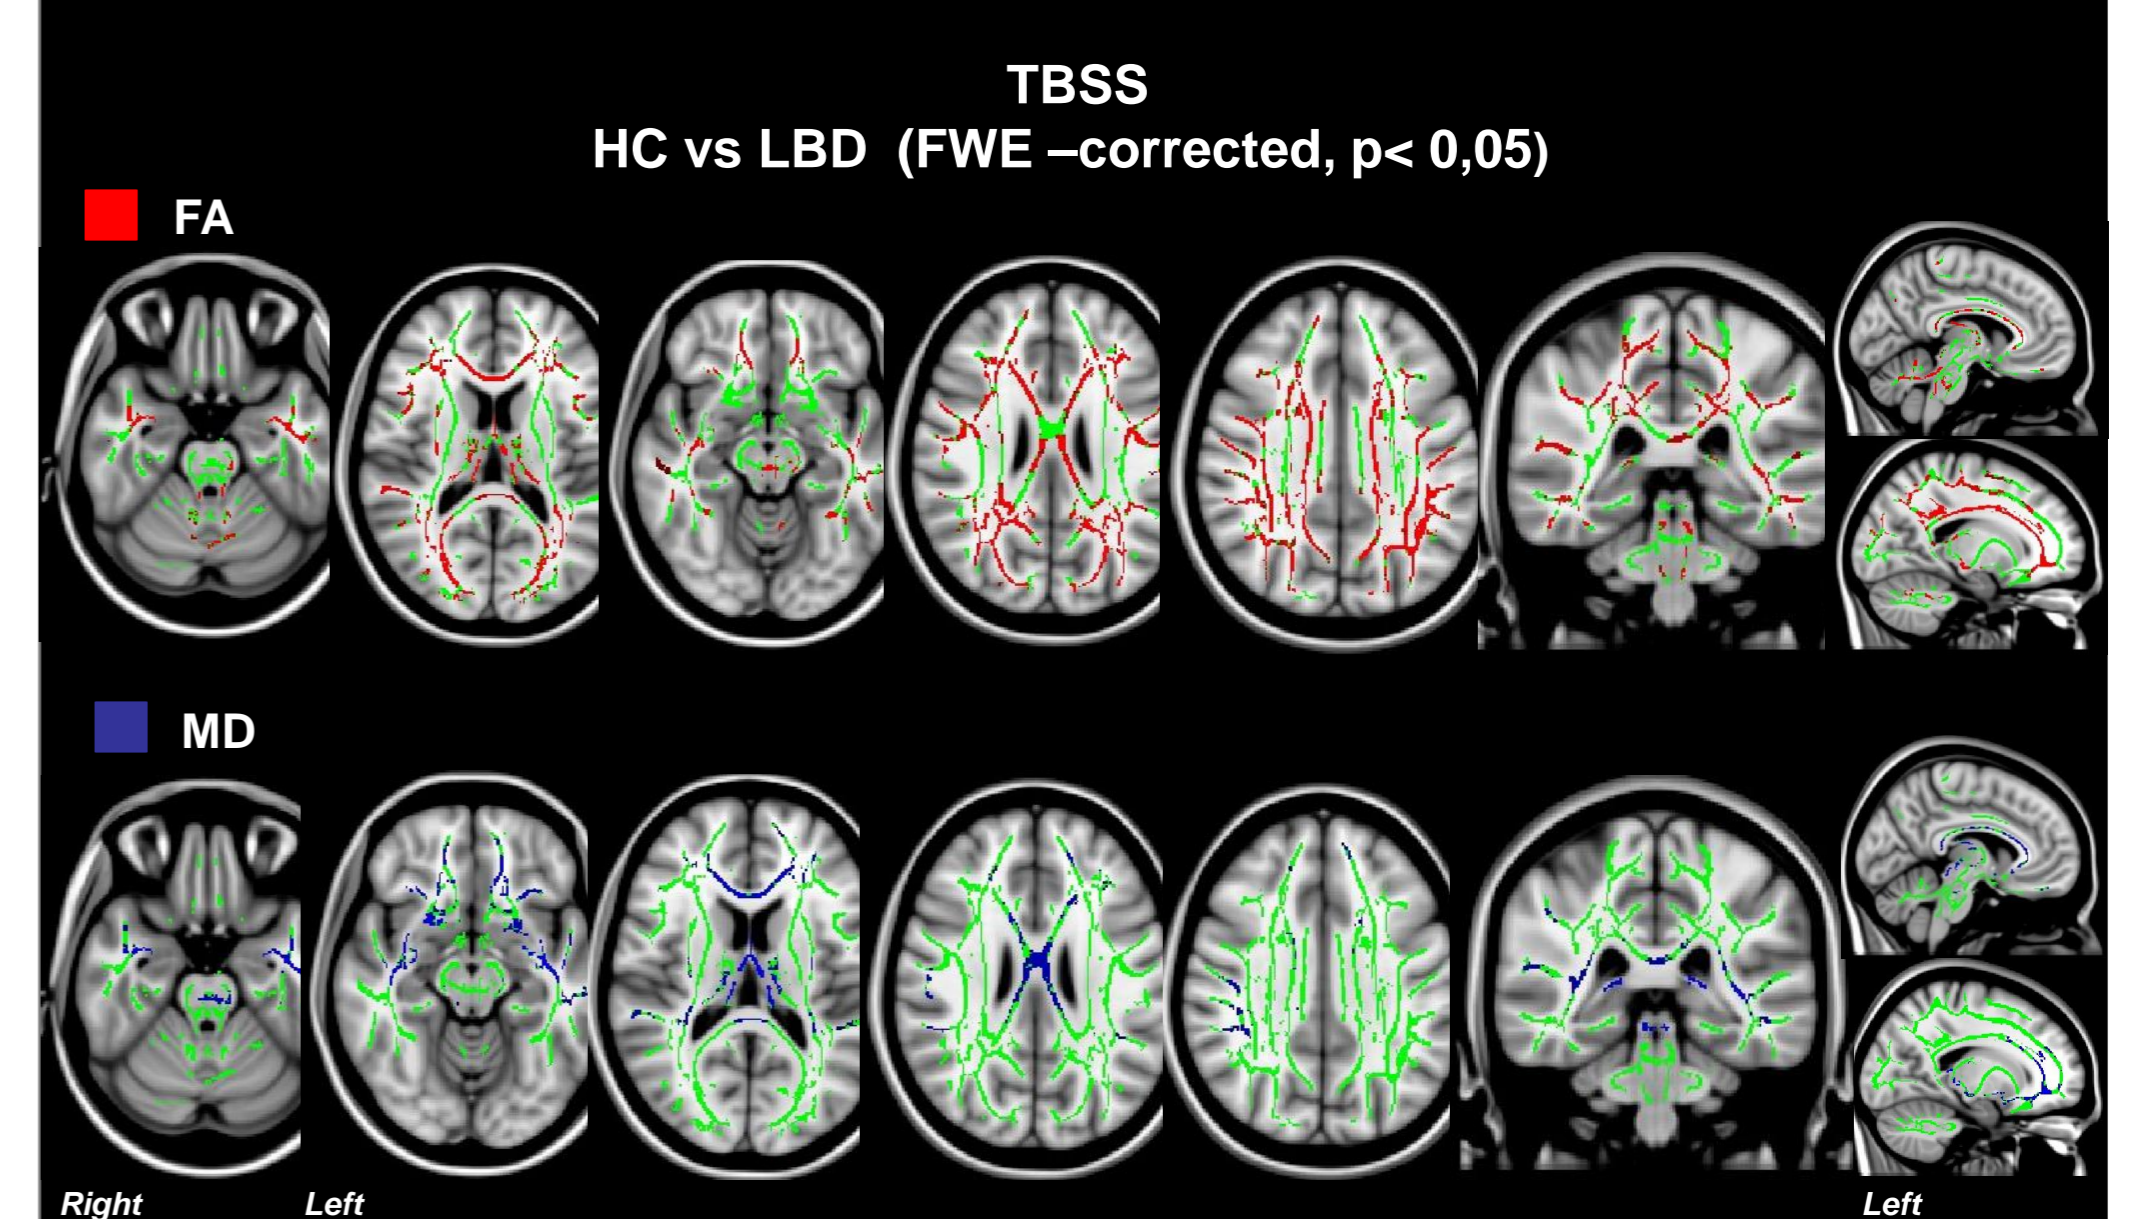 TBSS
HC vs LBD (FWE –corrected, p< 0,05)
FA
MD
Right Left Left